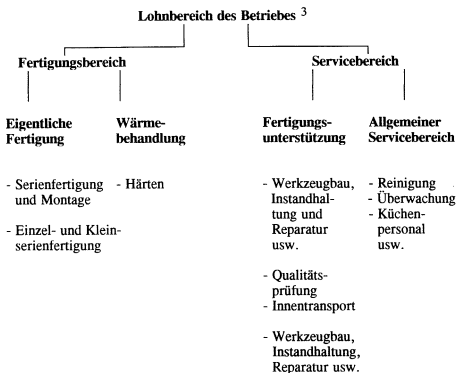 Lohnbereich des Betriebes 3
Fertigungsbereich
Servicebereich
Eigentliche
Fertigung
Wärme-
behandlung
Fertigungs-
unterstützung
Allgemeiner
Servicebereich
- Serienfertigung
und Montage
- Einzel- und Klein-
serienfertigung
- Härten
- Werkzeugbau,
Instandhal-
tung und
Reparatur
usw.
- Qualitäts-
prüfung
- Innentransport
- Werkzeugbau,
Instandhaltung,
Reparatur usw.
- Reinigung
- Überwachung
- Küchen-
personal
usw.